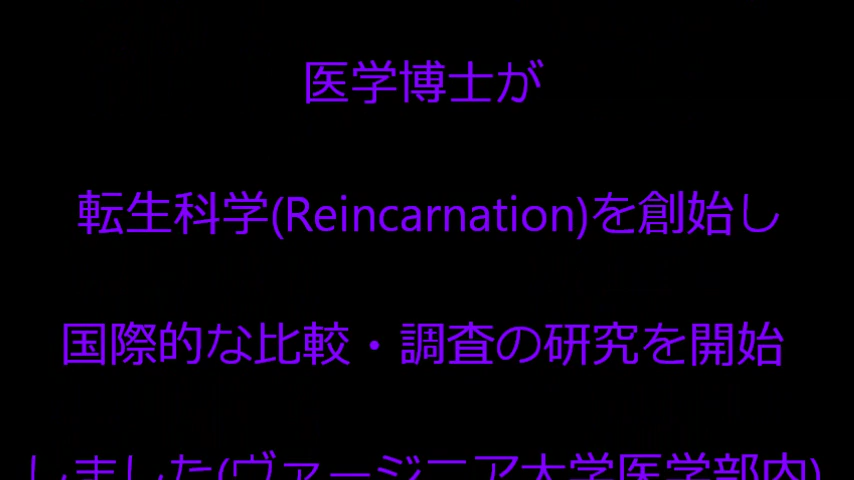 医学博士が
転生科学(Reincarnation)を創始し
国際的な比較・調査の研究を開始
しました(ヴァージニア大学医学部内)